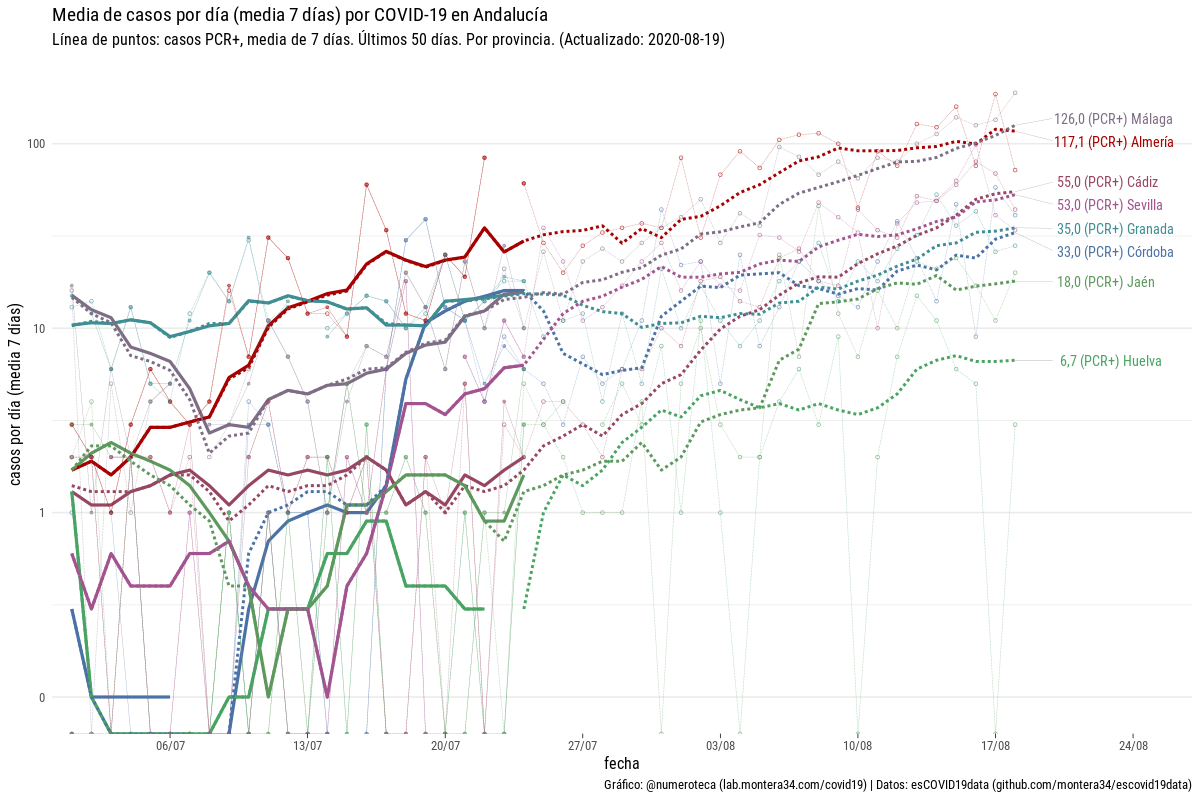 Media de casos por día (media 7 días) por COVID-19 en Andalucía
Línea de puntos: casos PCR+, media de 7 días. Últimos 50 días. Por provincia. (Actualizado: 2020-08-19)
casos por día (media 7 días)
100
10
1
0
126,0 (PCR+) Málaga
117,1 (PCR+) Almería
55,0 (PCR+) Cádiz
53,0 (PCR+) Sevilla
35,0 (PCR+) Granada
33,0 (PCR+) Córdoba
18,0 (PCR+) Jaén
6,7 (PCR+) Huelva
06/07 13/07 20/07 27/07 03/08 10/08 17/08 24/08
fecha
Gráfico: @numeroteca (lab.montera34.com/covid19) | Datos: esCOVID19data (github.com/montera34/escovid19data)